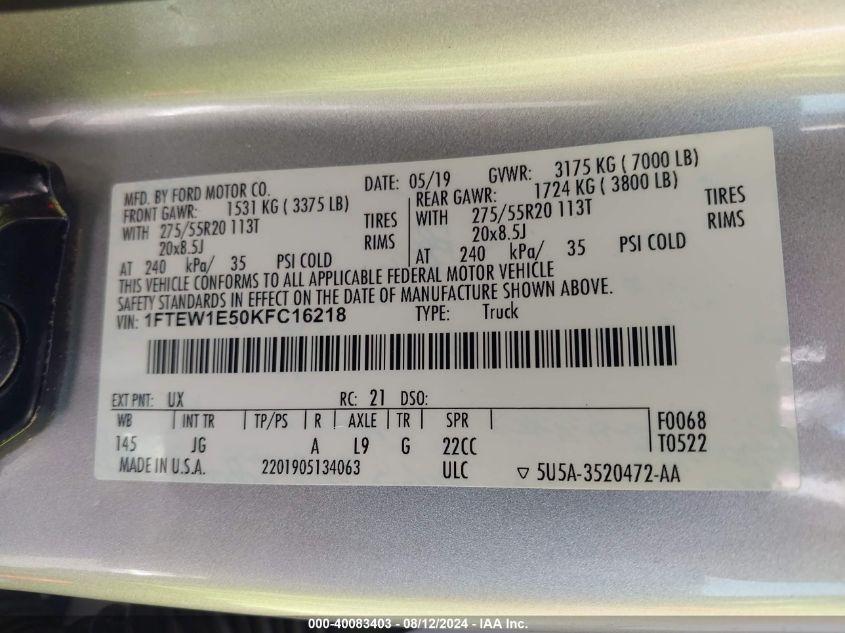 MFD. BY FORD MOTOR CO. DATE: 05/19 GVWR: 3175 KG ( 7000 LB)
FRONT GAWR: 1531 KG ( 3375 LB) REAR GAWR: 1724 KG ( 3800 LB)
WITH 275/55R20 113T TIRES WITH 275/55R20 113T TIRES
20x8.5J RIMS 20x8.5J RIMS
AT 240 kPa/ 35 PSI COLD AT 240 kPa/ 35 PSI COLD
THIS VEHICLE CONFORMS TO ALL APPLICABLE FEDERAL MOTOR VEHICLE
SAFETY STANDARDS IN EFFECT ON THE DATE OF MANUFACTURE SHOWN ABOVE.
VIN: 1FTEW1E50KFC16218 TYPE: Truck
EXT PNT: UX RC: 21 DSO:
WB INT TR TP/PS R AXLE TR SPR F0068
145 JG A L9 G 22CC T0522
MADE IN U.S.A. 2201905134063 ULC ▽ 5U5A-3520472-AA
000-40083403 - 08/12/2024 - IAA Inc.